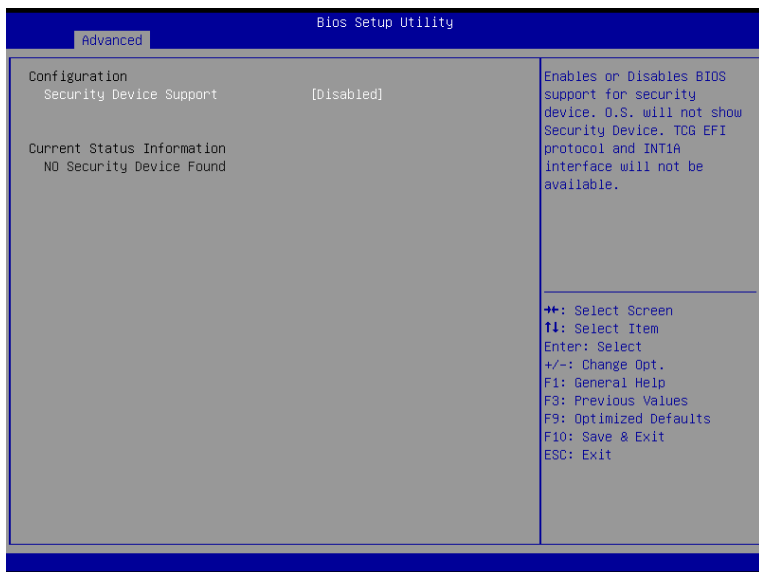 Bios Setup Utility
Advanced
Configuration
Security Device Support [Disabled]
Current Status Information
NO Security Device Found
Enables or Disables BIOS
support for security
device. O.S. will not show
Security Device. TCG EFI
protocol and INT1A
interface will not be
available.
→←: Select Screen
↑↓: Select Item
Enter: Select
+/-: Change Opt.
F1: General Help
F3: Previous Values
F9: Optimized Defaults
F10: Save & Exit
ESC: Exit